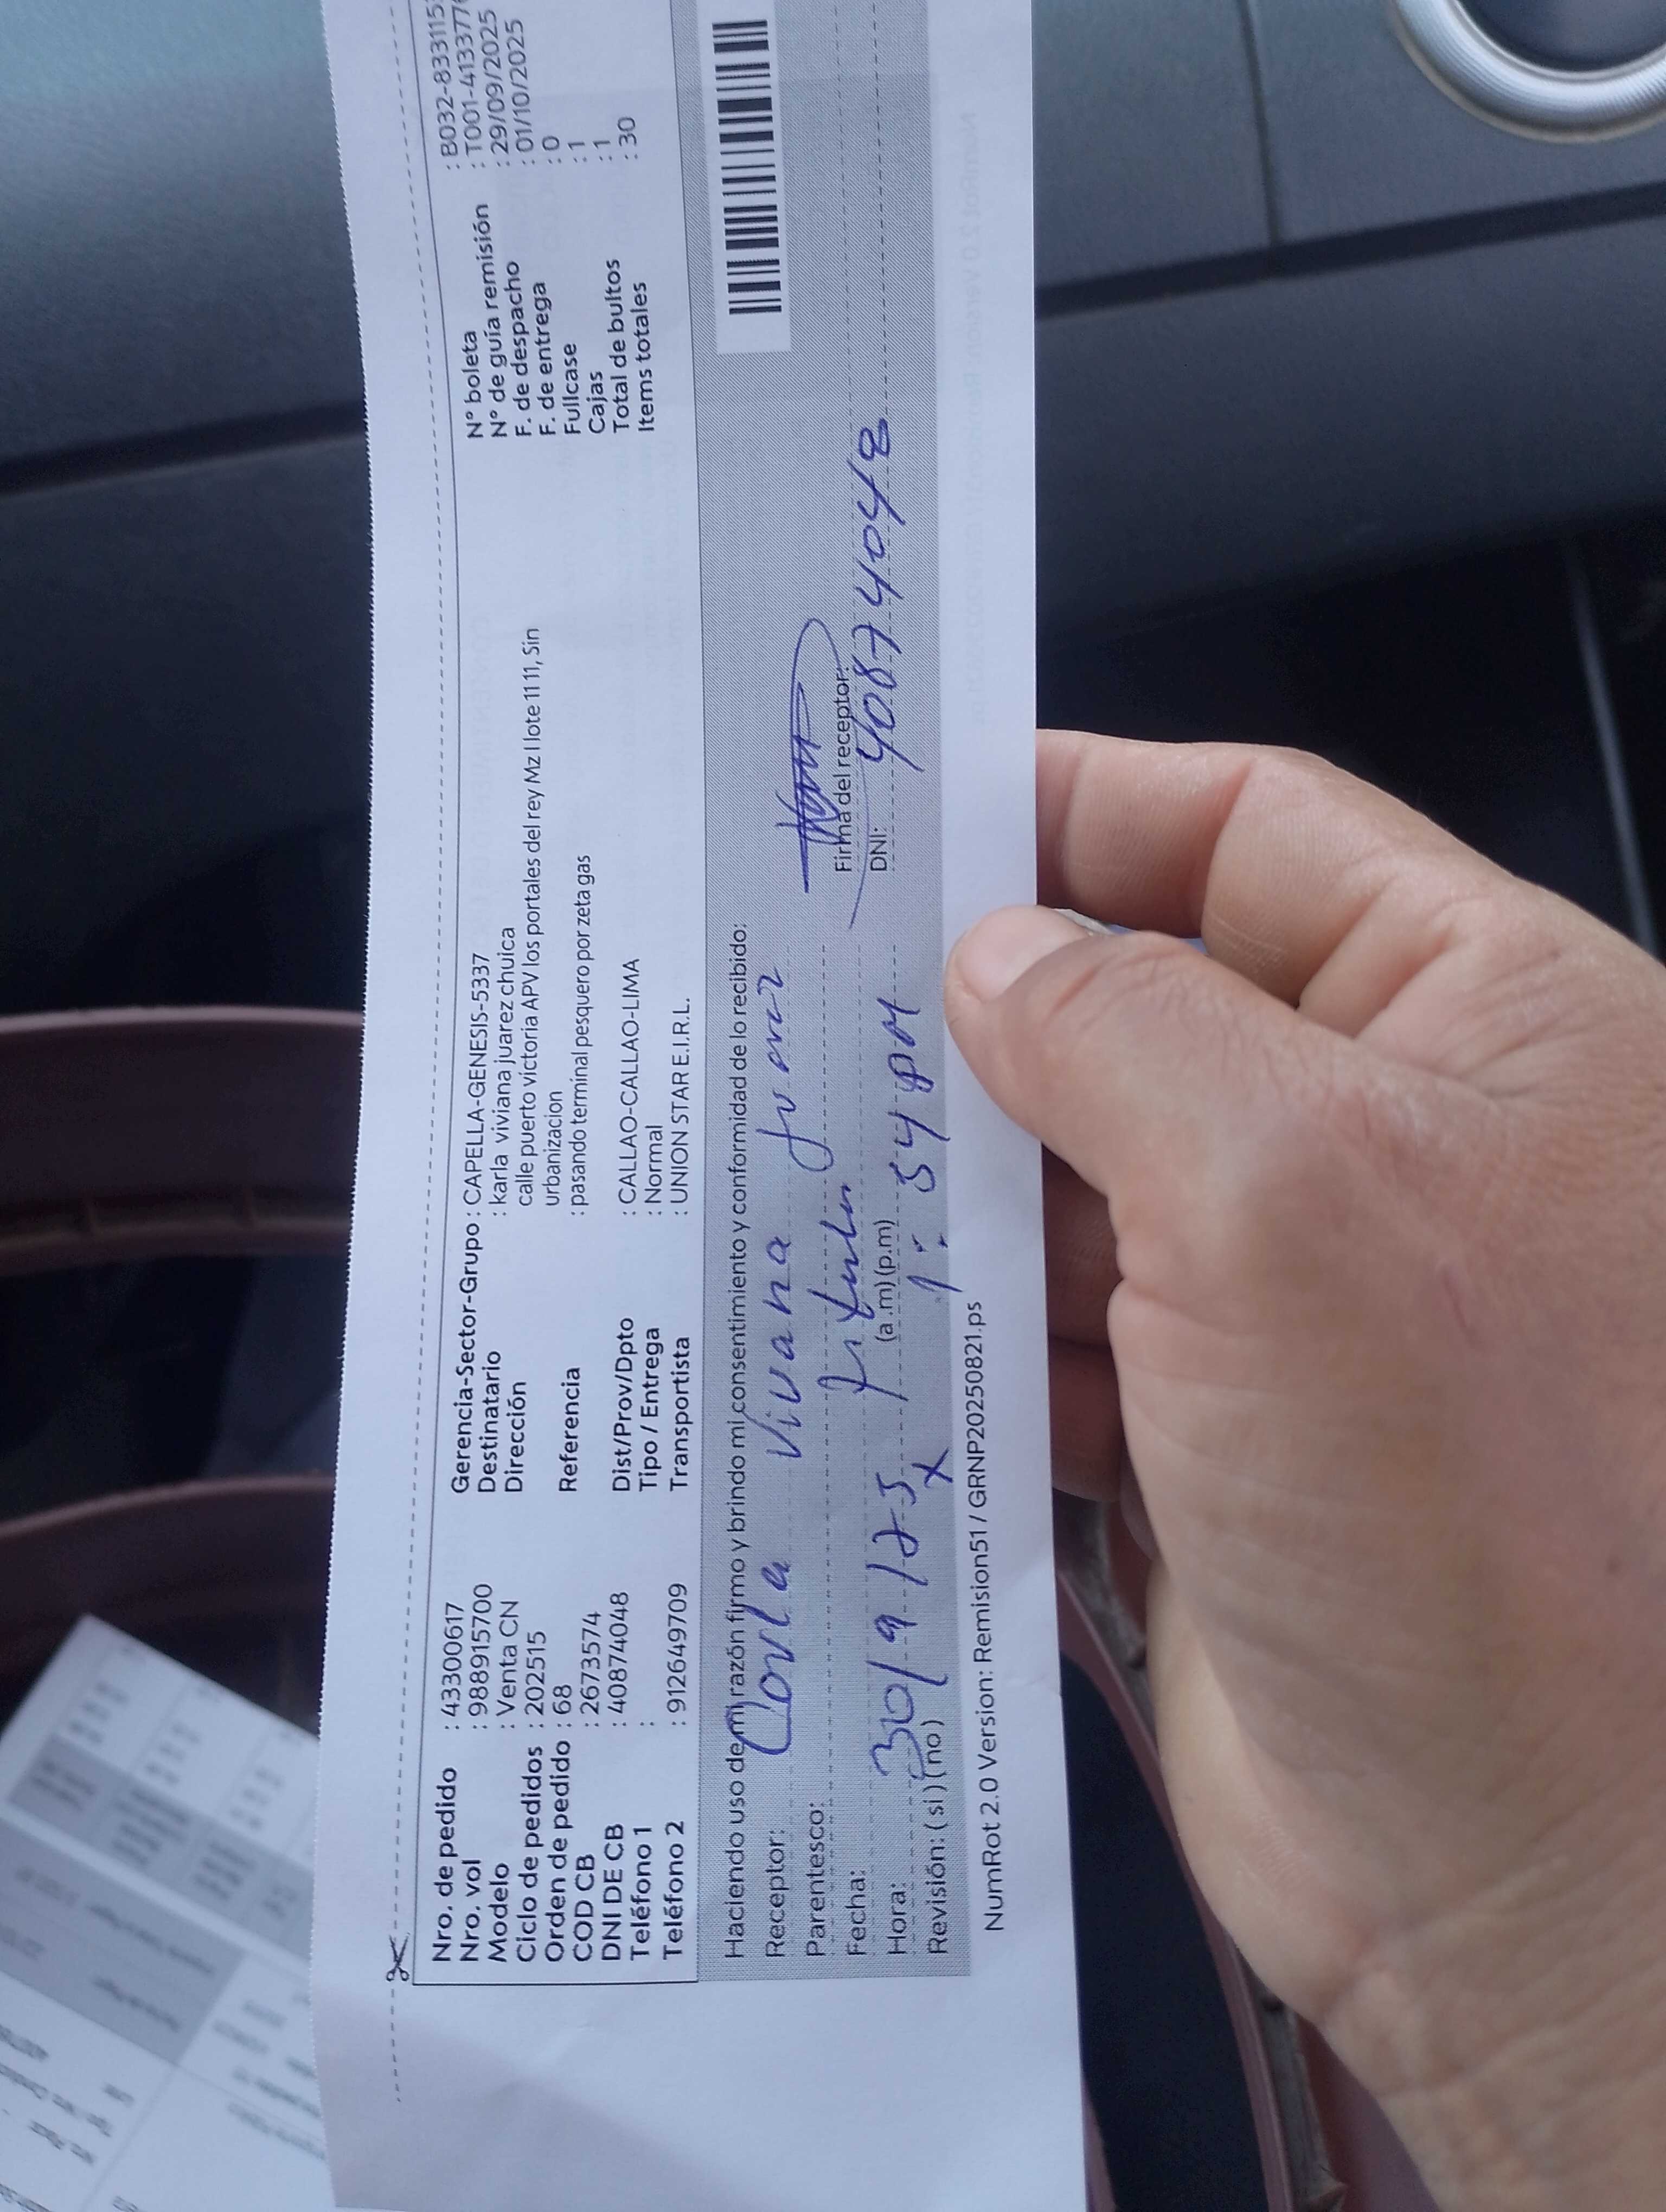 Nro. de pedido : 43300617
Nro. vol : 988915700
Modelo : Venta CN
Ciclo de pedidos : 202515
Orden de pedido : 68
COD CB : 2673574
DNI DE CB : 40874048
Teléfono 1 :
Teléfono 2 : 912649709
Gerencia-Sector-Grupo : CAPELLA-GENESIS-5337
Destinatario : karla viviana juarez chuica
Dirección calle puerto victoria APV los portales del rey Mz I lote 11 11, Sin
urbanizacion
Referencia : pasando terminal pesquero por zeta gas
Dist/Prov/Dpto : CALLAO-CALLAO-LIMA
Tipo / Entrega : Normal
Transportista : UNION STAR E.I.R.L.
N° boleta : B032-833115
N° de guía remisión : T001-413377
F. de despacho : 29/09/2025
F. de entrega : 01/10/2025
Fullcase : 0
Cajas : 1
Total de bultos : 1
Items totales : 30
Haciendo uso de mi razón firmo y brindo mi consentimiento y conformidad de lo recibido:
Receptor: Viviana Juarez
Parentesco:
Firma del receptor:
Fecha: 30/9/25
DNI: 40874048
Hora: (a.m)(p.m) 1:54 PM
Revisión: ( si ) ( no ) X
NumRot 2.0 Version: Remision51 / GRNP20250821.ps